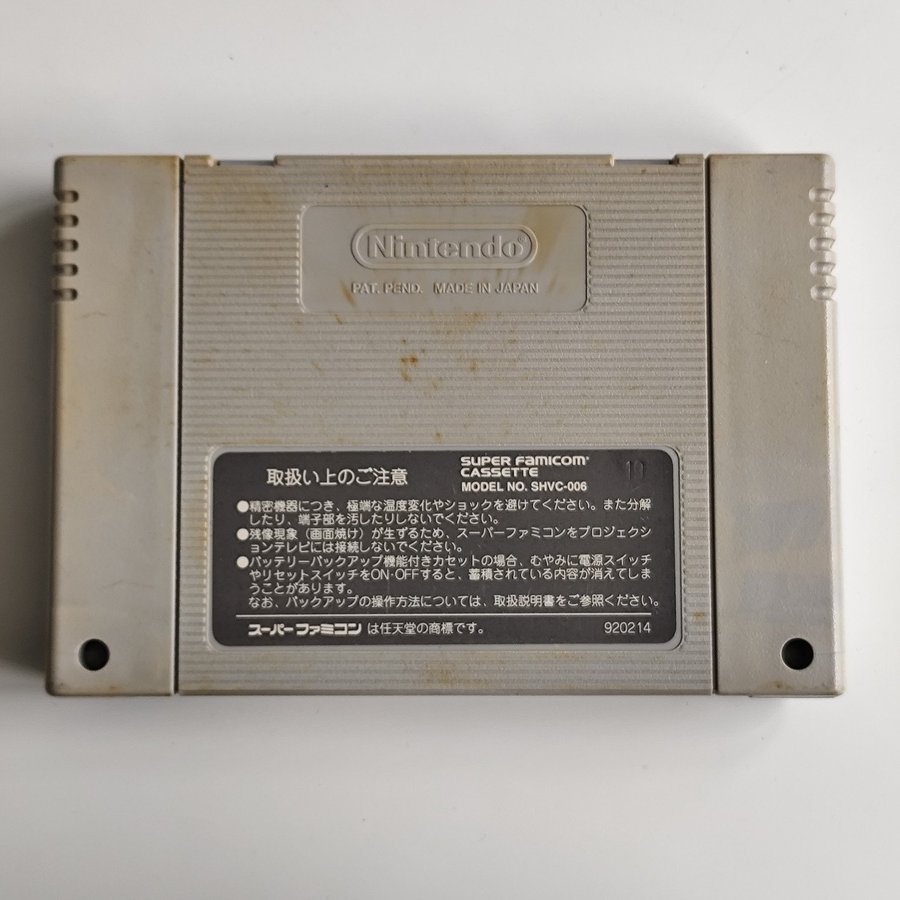 Nintendo®
PAT. PEND. MADE IN JAPAN
取扱い上のご注意
SUPER FAMICOM
CASSETTE
MODEL NO. SHVC-006
10
●精密機器につき、極端な温度変化やショックを避けてください。また分解
したり、端子部を汚したりしないでください。
●残像現象（画面焼け）が生ずるため、スーパーファミコンをプロジェクシ
ョンテレビには接続しないでください。
●バッテリーバックアップ機能付きカセットの場合、むやみに電源スイッチ
やリセットスイッチをON・OFFすると、蓄積されている内容が消えてしま
うことがあります。
なお、バックアップの操作方法については、取扱説明書をご参照ください。
スーパーファミコン は任天堂の商標です。
920214